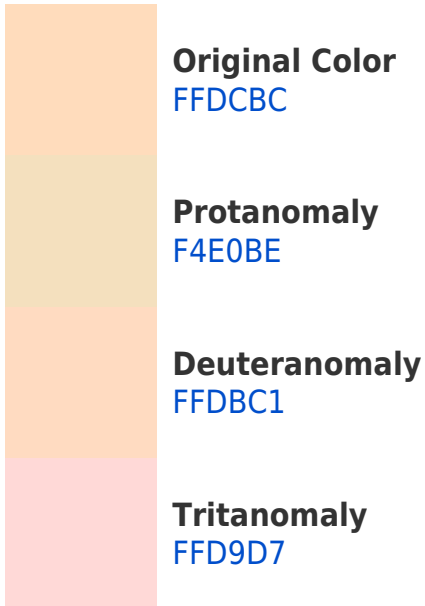 Original Color
FFDCBC
Protanomaly
F4E0BE
Deuteranomaly
FFDBC1
Tritanomaly
FFD9D7